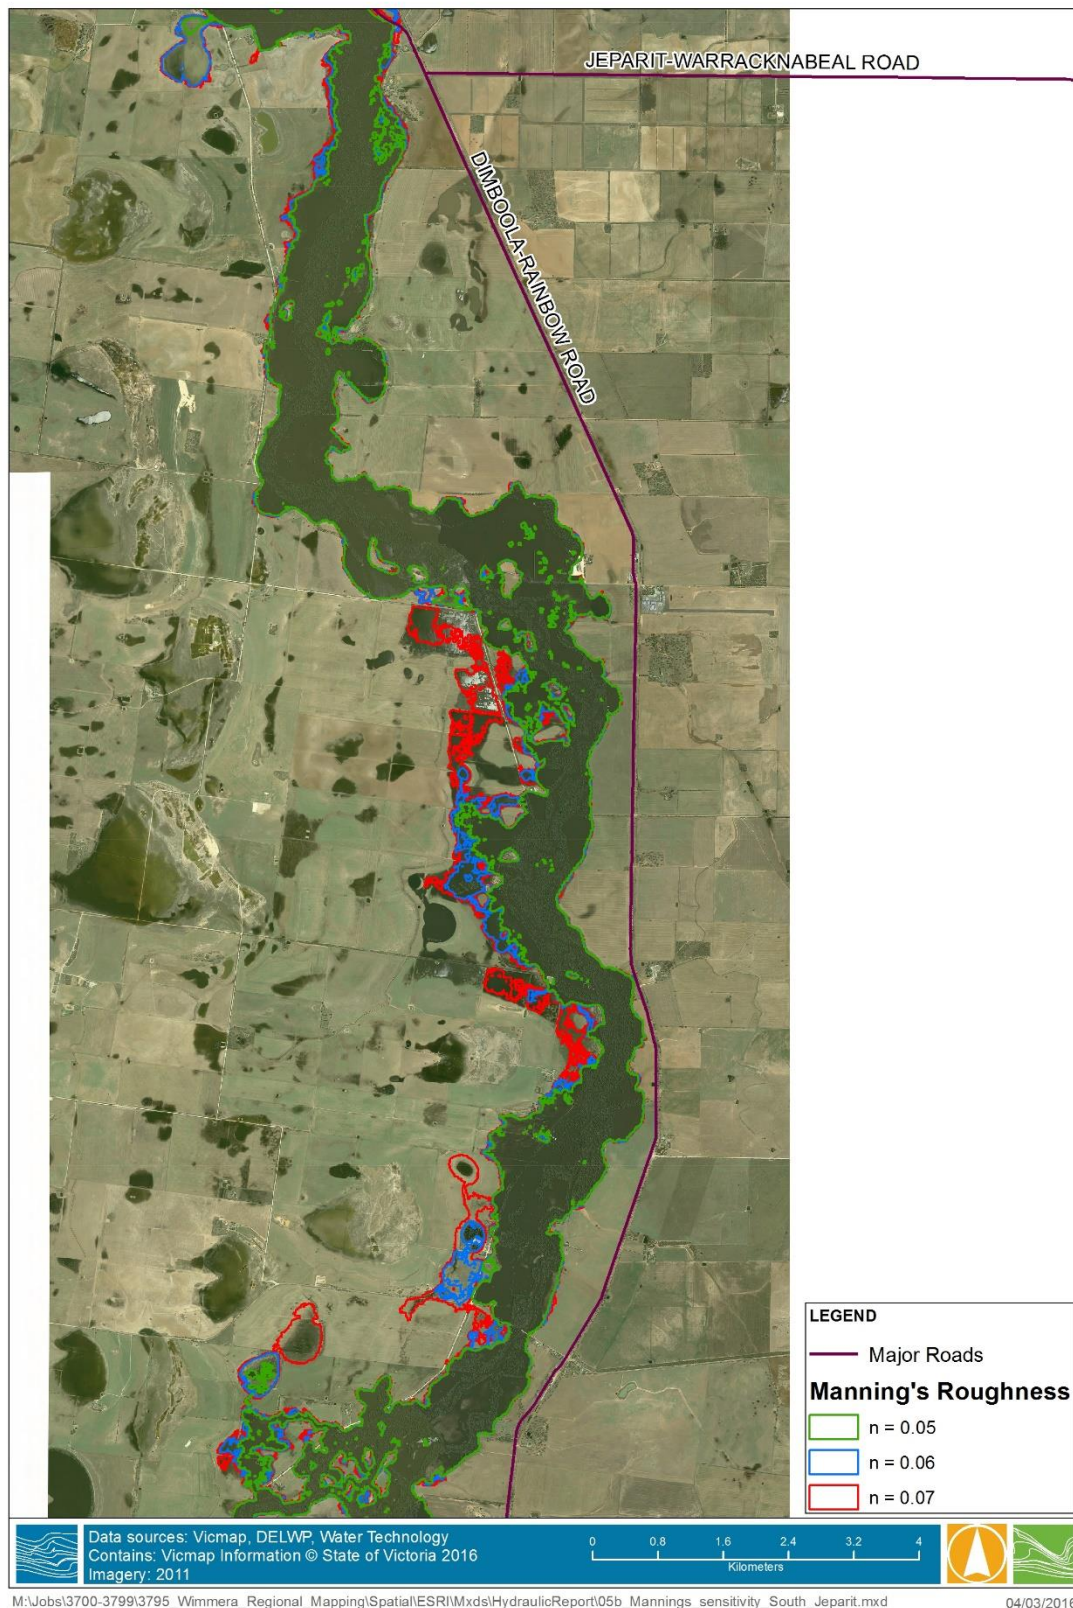 JEPARIT-WARRACKNABEAL ROAD
DIMBOOLA-RAINBOW ROAD
LEGEND
Major Roads
Manning's Roughness
n = 0.05
n = 0.06
n = 0.07
Data sources: Vicmap, DELWP, Water Technology
Contains: Vicmap Information © State of Victoria 2016
Imagery: 2011
0 0.8 1.6 2.4 3.2 4
Kilometers
M:\Jobs\3700-3799\3795_Wimmera_Regional_Mapping\Spatial\ESRI\Mxds\HydraulicReport\05b_Mannings_sensitivity_South_Jeparit.mxd
04/03/2016